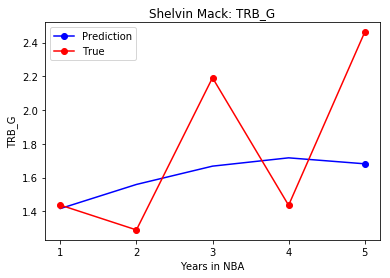 Shelvin Mack: TRB_G
Prediction
True
2.4
2.2
2.0
1.8
1.6
1.4
TRB_G
1 2 3 4 5
Years in NBA